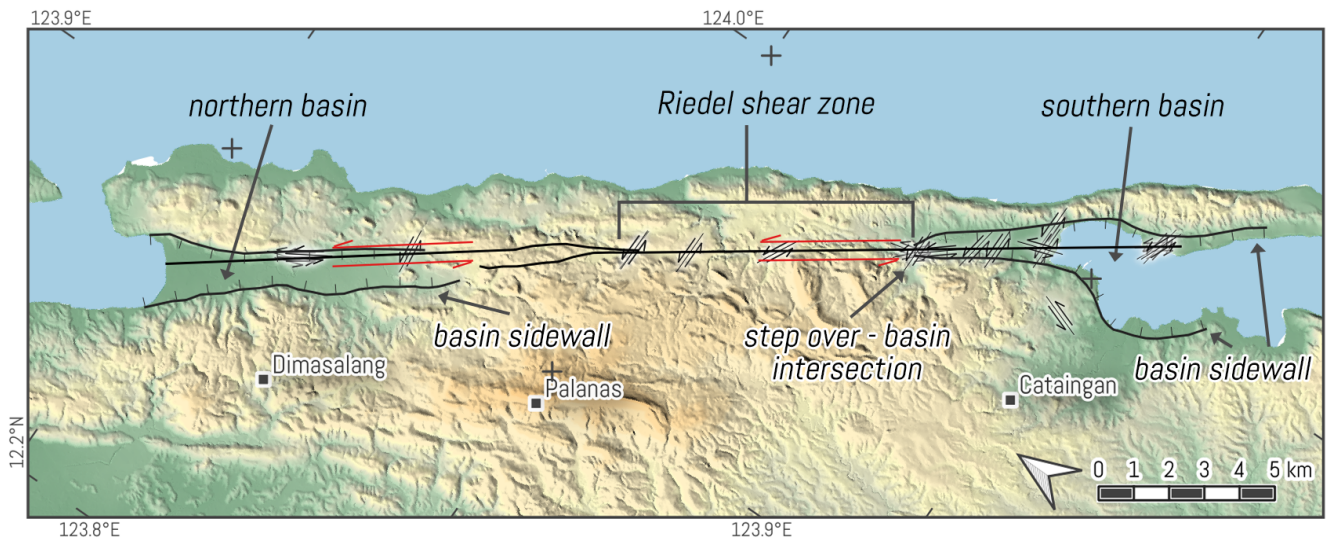 123.9°E
124.0°E
northern basin
Riedel shear zone
southern basin
basin sidewall
step over - basin
intersection
basin sidewall
Dimasalang
Palanas
Cataingan
12.2°N
0 1 2 3 4 5 km
123.8°E
123.9°E